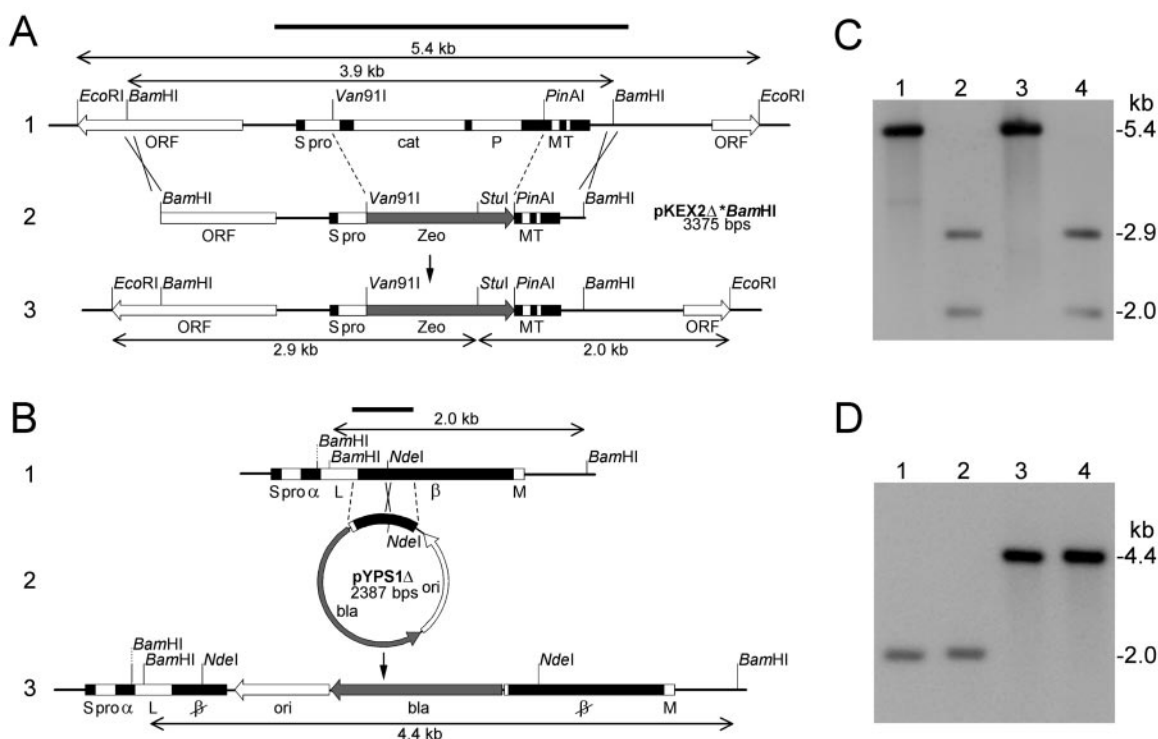 A
5.4 kb
3.9 kb
EcoRI BamHI Van91I PinAI BamHI EcoRI
1
ORF S pro cat P M T ORF
BamHI Van91I StuI PinAI BamHI
2
pKEX2Δ*BamHI
3375 bps
ORF S pro Zeo MT
EcoRI BamHI Van91I StuI PinAI BamHI EcoRI
3
ORF S pro Zeo MT ORF
2.9 kb 2.0 kb
B
2.0 kb
BamHI
BamHI NdeI BamHI
1
S pro α L β M
NdeI
2
pYPS1Δ
2387 bps
ori
bla
BamHI
BamHI NdeI NdeI BamHI
3
S pro α L β ori bla β M
4.4 kb
C
1 2 3 4 kb
-5.4
-2.9
-2.0
D
1 2 3 4
kb
-4.4
-2.0